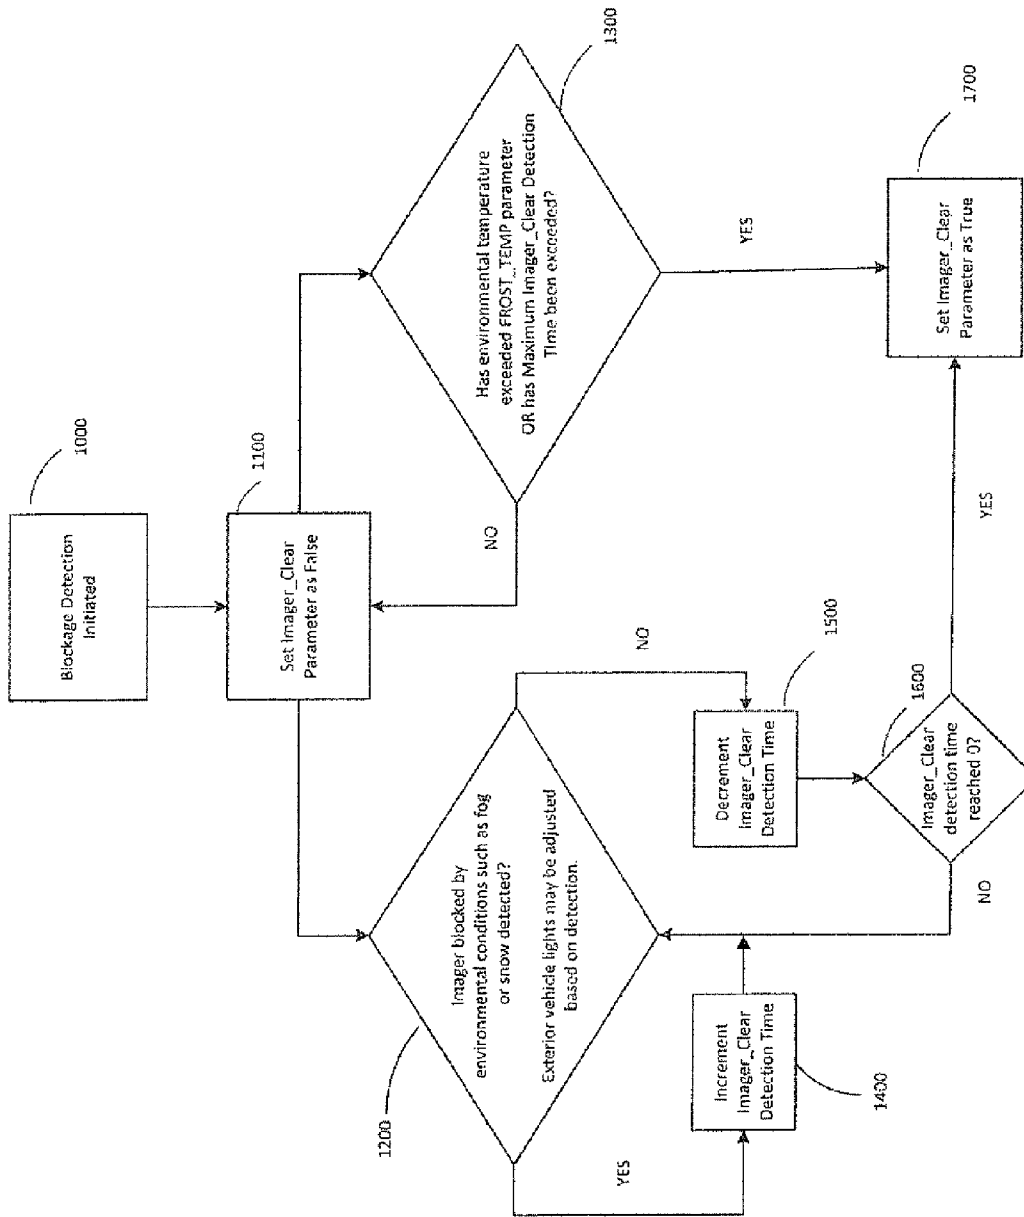 Blockage Detection
Initiated
1000
Set Imager_Clear
Parameter as False
1100
Imager blocked by
environmental conditions such as fog
or snow detected?
Exterior vehicle lights may be adjusted
based on detection.
1200
Has environmental temperature
exceeded FROST_TEMP parameter
OR has Maximum Imager_Clear Detection
Time been exceeded?
1300
NO
YES
NO
Increment
Imager_Clear
Detection Time
1400
Decrement
Imager_Clear
Detection Time
1500
YES
Imager_Clear
detection time
reached 0?
1600
NO
YES
Set Imager_Clear
Parameter as True
1700